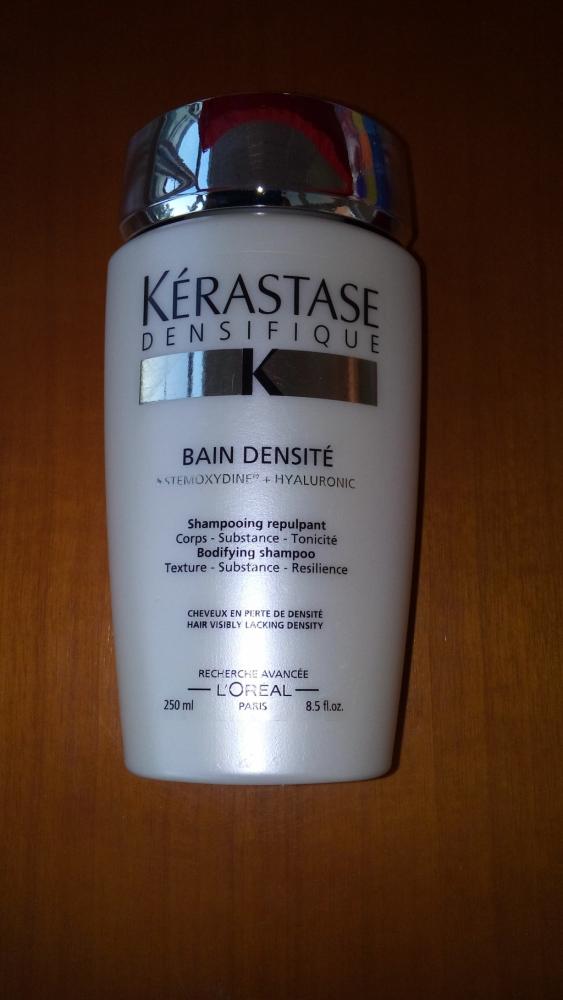 KÉRASTASE
DENSIFIQUE
K
BAIN DENSITÉ
STEMOXYDINE + HYALURONIC
Shampooing repulpant
Corps - Substance - Tonicité
Bodifying shampoo
Texture - Substance - Resilience
CHEVEUX EN PERTE DE DENSITÉ
HAIR VISIBLY LACKING DENSITY
RECHERCHE AVANCÉE
L'ORÉAL
250 ml PARIS 8.5 fl.oz.